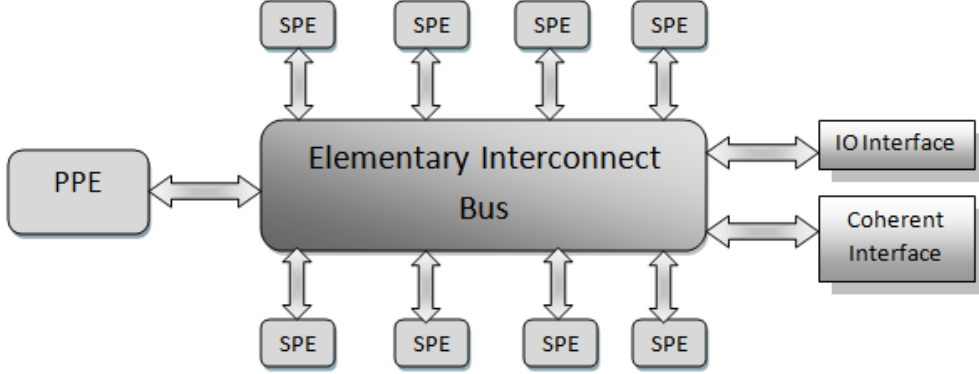 SPE
SPE
SPE
SPE
Elementary Interconnect
Bus
PPE
IO Interface
Coherent
Interface
SPE
SPE
SPE
SPE